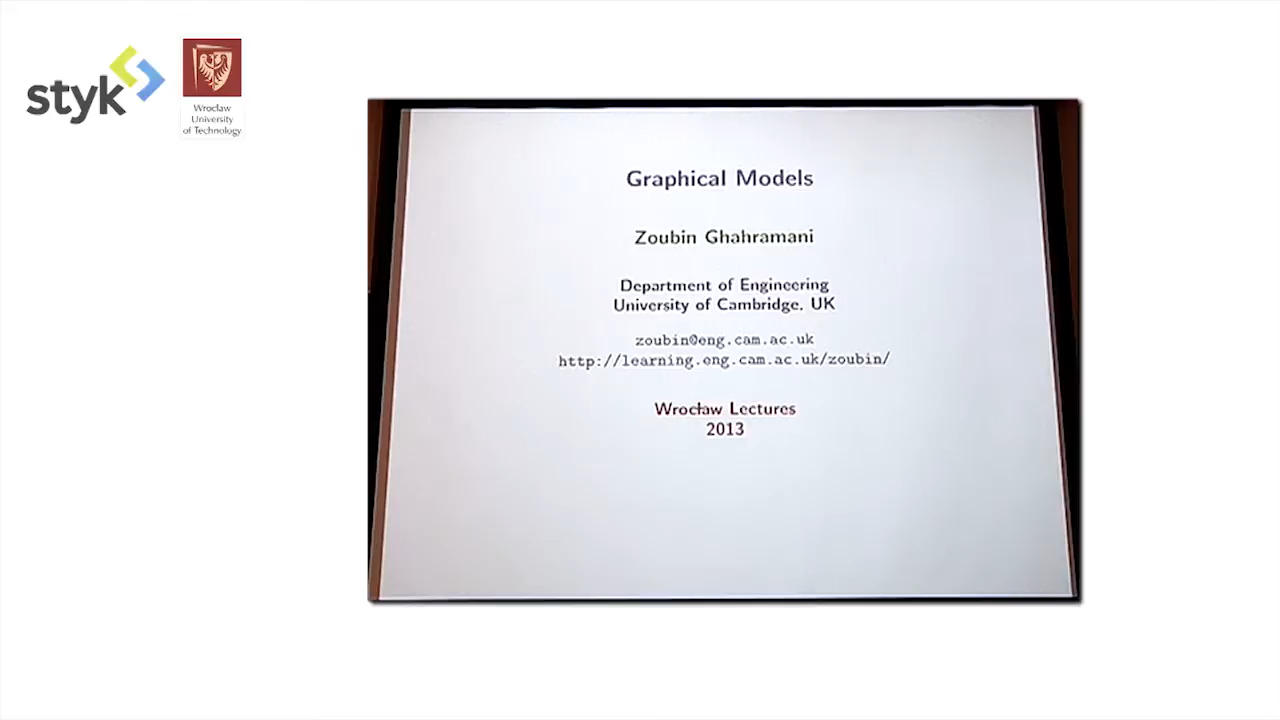 styk
Wrocław
University
of Technology
Graphical Models
Zoubin Ghahramani
Department of Engineering
University of Cambridge, UK
zoubin@eng.cam.ac.uk
http://learning.eng.cam.ac.uk/zoubin/
Wrocław Lectures
2013